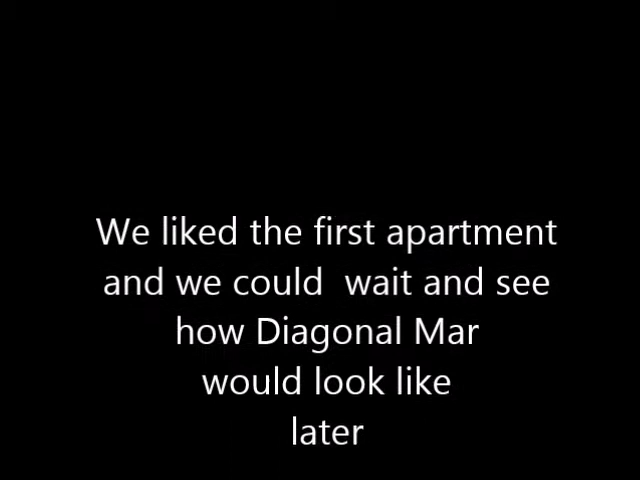 We liked the first apartment
and we could  wait and see
how Diagonal Mar
would look like
later